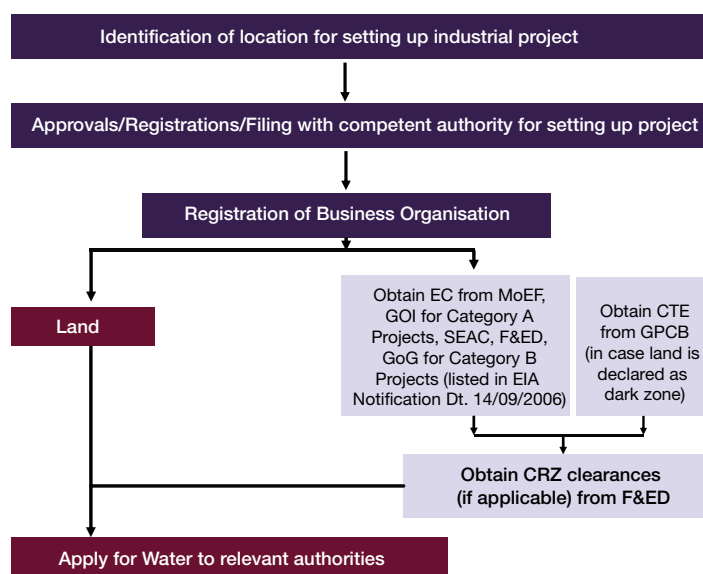 Identification of location for setting up industrial project
Approvals/Registrations/Filing with competent authority for setting up project
Registration of Business Organisation
Land
Obtain EC from MoEF,
GOI for Category A
Projects, SEAC, F&ED,
GoG for Category B
Projects (listed in EIA
Notification Dt. 14/09/2006)
Obtain CTE
from GPCB
(in case land is
declared as
dark zone)
Obtain CRZ clearances
(if applicable) from F&ED
Apply for Water to relevant authorities